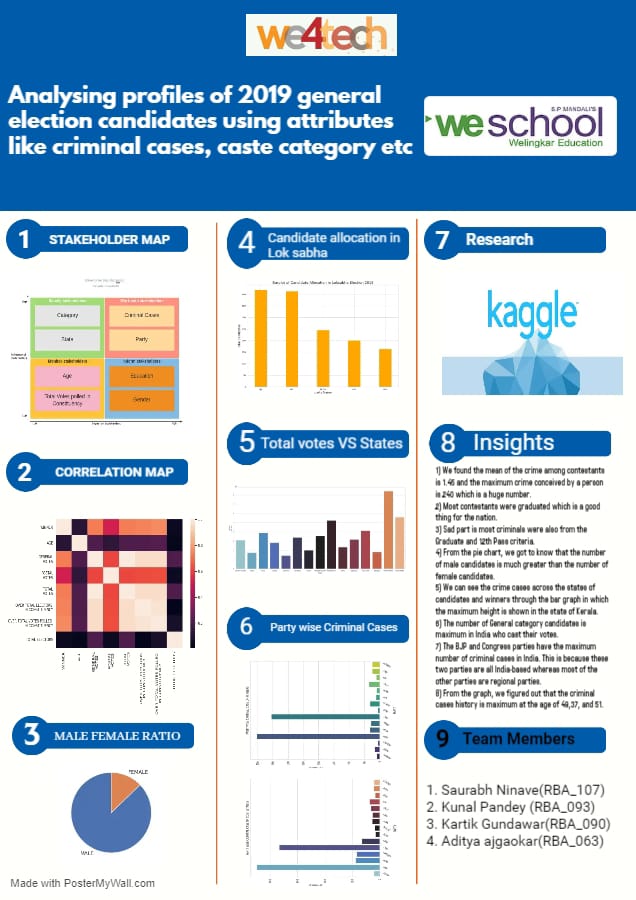 we4tech
Analysing profiles of 2019 general
election candidates using attributes
like criminal cases, caste category etc
S.P. MANDALI'S
we school
Welingkar Education
1 STAKEHOLDER MAP
Category
Criminal Cases
State
Party
Age
Education
Total Votes polled in
Constituency
Gender
2 CORRELATION MAP
3 MALE FEMALE RATIO
FEMALE
MALE
4 Candidate allocation in
Lok sabha
5 Total votes VS States
6 Party wise Criminal Cases
7 Research
kaggle
8 Insights
1) We found the mean of the crime among contestants
is 1.45 and the maximum crime conceived by a person
is 240 which is a huge number.
2) Most contestants were graduated which is a good
thing for the nation.
3) Sad part is most criminals were also from the
Graduate and 12th Pass criteria.
4) From the pie chart, we got to know that the number
of male candidates is much greater than the number of
female candidates.
5) We can see the crime cases across the states of
candidates and winners through the bar graph in which
the maximum height is shown in the state of Kerala.
6) The number of General category candidates is
maximum in India who cast their votes.
7) The BJP and Congress parties have the maximum
number of criminal cases in India. This is because these
two parties are all India based whereas most of the
other parties are regional parties.
8) From the graph, we figured out that the criminal
cases history is maximum at the age of 49,37, and 51.
9 Team Members
1. Saurabh Ninave(RBA_107)
2. Kunal Pandey (RBA_093)
3. Kartik Gundawar(RBA_090)
4. Aditya ajgaokar(RBA_063)
Made with PosterMyWall.com